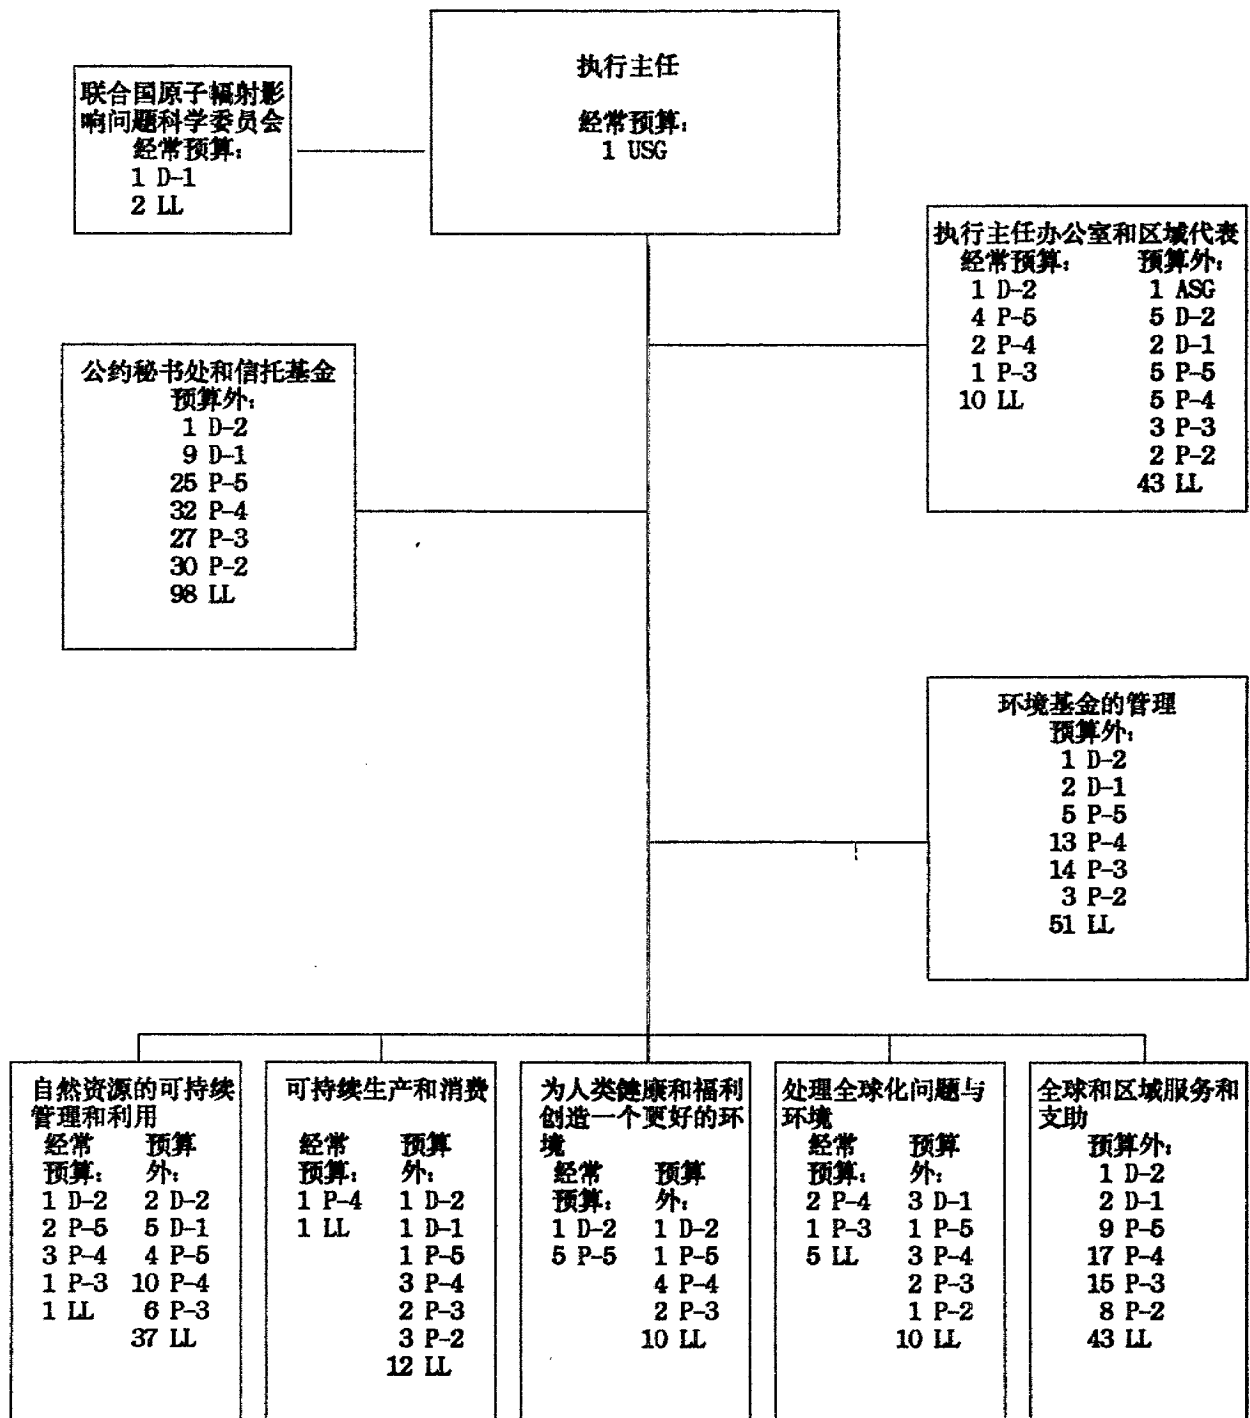 执行主任
经常预算:
1 USG
联合国原子辐射影
响问题科学委员会
经常预算:
1 D-1
2 LL
执行主任办公室和区域代表
经常预算: 预算外:
1 D-2 1 ASG
4 P-5 5 D-2
2 P-4 2 D-1
1 P-3 5 P-5
10 LL 5 P-4
3 P-3
2 P-2
43 LL
公约秘书处和信托基金
预算外:
1 D-2
9 D-1
25 P-5
32 P-4
27 P-3
30 P-2
98 LL
环境基金的管理
预算外:
1 D-2
2 D-1
5 P-5
13 P-4
14 P-3
3 P-2
51 LL
自然资源的可持续
管理和利用
经常 预算
预算: 外:
1 D-2 2 D-2
2 P-5 5 D-1
3 P-4 4 P-5
1 P-3 10 P-4
1 LL 6 P-3
37 LL
可持续生产和消费
经常 预算
预算: 外:
1 P-4 1 D-2
1 LL 1 D-1
1 P-5
3 P-4
2 P-3
3 P-2
12 LL
为人类健康和福利
创造一个更好的环
境
经常 预算
预算: 外:
1 D-2 1 D-2
5 P-5 1 P-5
4 P-4
2 P-3
10 LL
处理全球化问题与
环境
经常 预算
预算: 外:
2 P-4 3 D-1
1 P-3 1 P-5
5 LL 3 P-4
2 P-3
1 P-2
10 LL
全球和区域服务和
支助
预算外:
1 D-2
2 D-1
9 P-5
17 P-4
15 P-3
8 P-2
43 LL